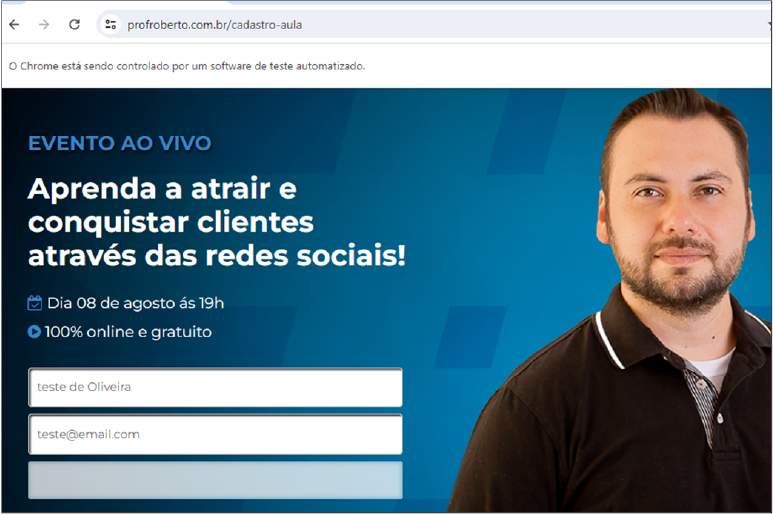 profroberto.com.br/cadastro-aula
O Chrome está sendo controlado por um software de teste automatizado.
EVENTO AO VIVO
Aprenda a atrair e
conquistar clientes
através das redes sociais!
Dia 08 de agosto ás 19h
100% online e gratuito
teste de Oliveira
teste@email.com